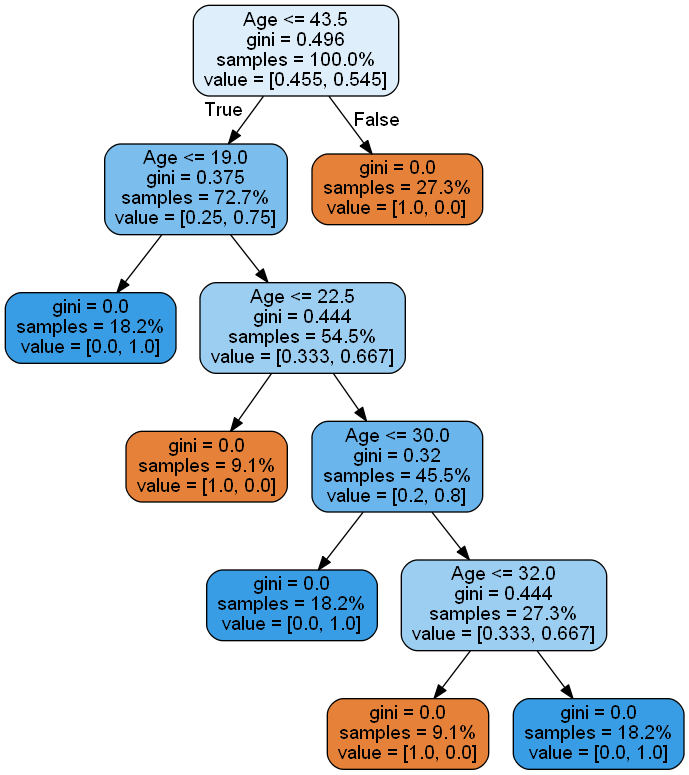 Age <= 43.5
gini = 0.496
samples = 100.0%
value = [0.455, 0.545]
True
False
Age <= 19.0
gini = 0.375
samples = 72.7%
value = [0.25, 0.75]
gini = 0.0
samples = 27.3%
value = [1.0, 0.0]
gini = 0.0
samples = 18.2%
value = [0.0, 1.0]
Age <= 22.5
gini = 0.444
samples = 54.5%
value = [0.333, 0.667]
gini = 0.0
samples = 9.1%
value = [1.0, 0.0]
Age <= 30.0
gini = 0.32
samples = 45.5%
value = [0.2, 0.8]
gini = 0.0
samples = 18.2%
value = [0.0, 1.0]
Age <= 32.0
gini = 0.444
samples = 27.3%
value = [0.333, 0.667]
gini = 0.0
samples = 9.1%
value = [1.0, 0.0]
gini = 0.0
samples = 18.2%
value = [0.0, 1.0]